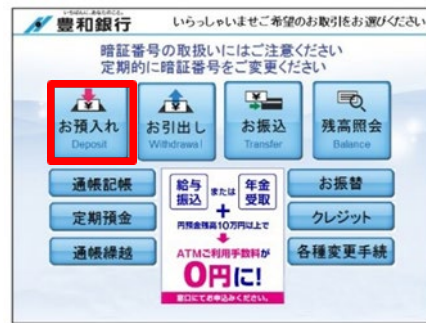 豊和銀行
いらっしゃいませご希望のお取引をお選びください
暗証番号の取扱いにはご注意ください
定期的に暗証番号をご変更ください
お預入れ
Deposit
お引出し
Withdrawal
お振込
Transfer
残高照会
Balance
通帳記帳
定期預金
通帳繰越
給与振込
または
年金受取
+
円預金残高10万円以上で
ATMご利用手数料が
0円に!
窓口にてお申込みください。
お振替
クレジット
各種変更手続